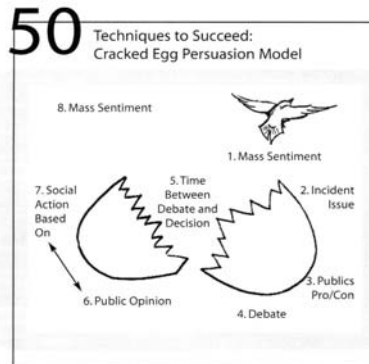 50
Techniques to Succeed:
Cracked Egg Persuasion Model
8. Mass Sentiment
1. Mass Sentiment
7. Social
Action
Based
On
5. Time
Between
Debate and
Decision
2. Incident
Issue
3. Publics
Pro/Con
6. Public Opinion
4. Debate